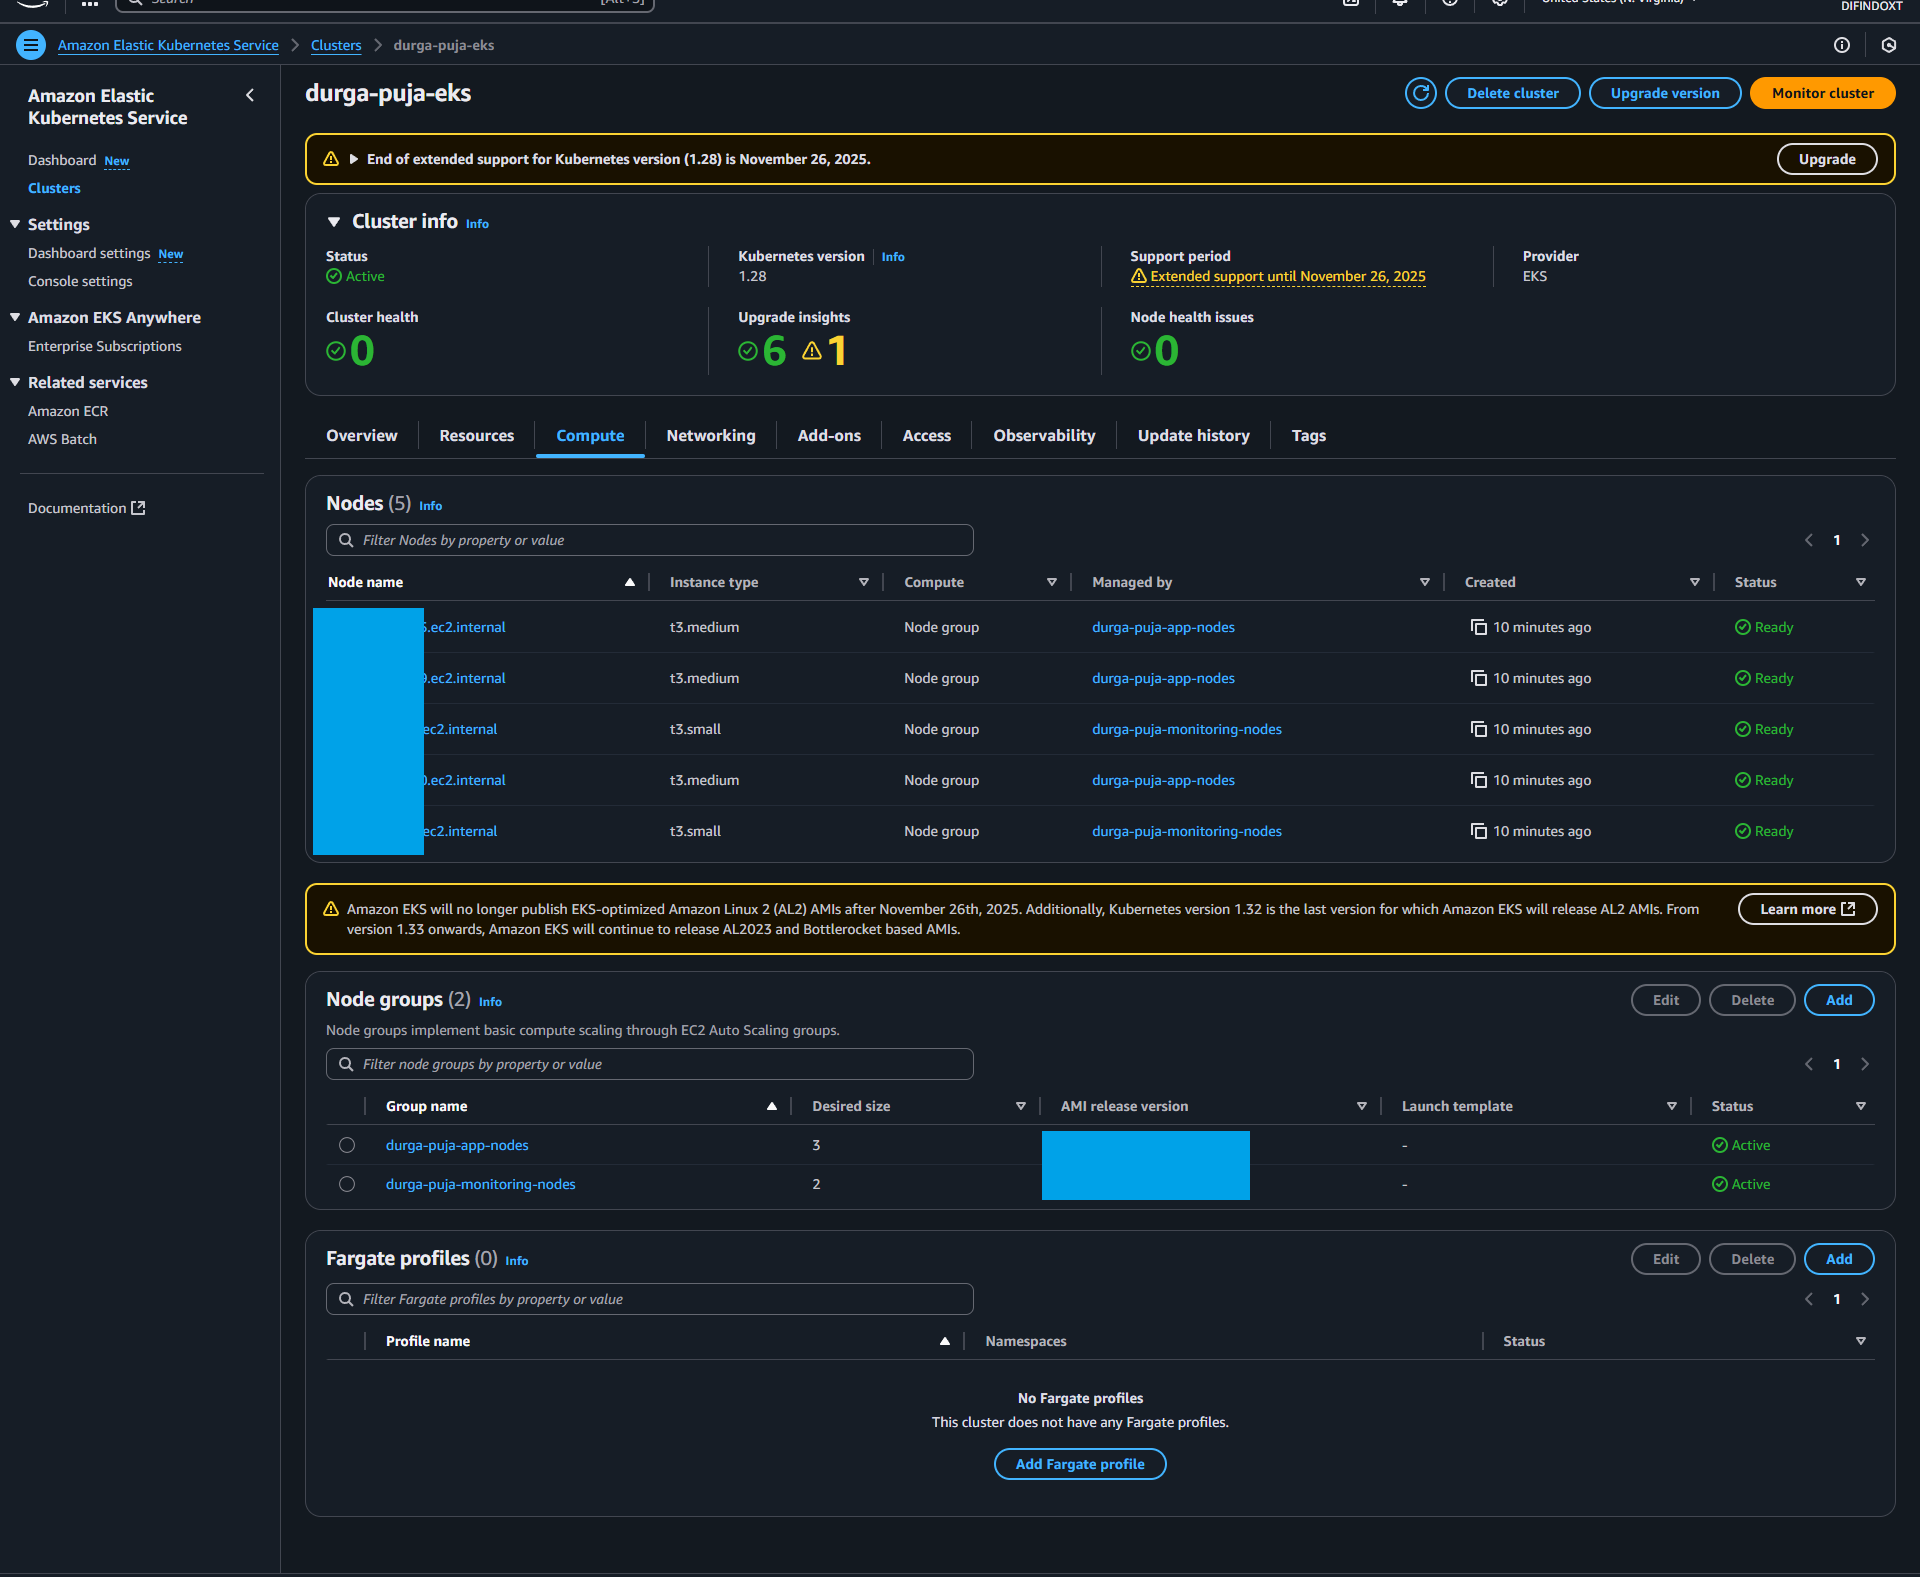 DIFINDOXT
Amazon Elastic Kubernetes Service > Clusters > durga-puja-eks
Amazon Elastic
Kubernetes Service
Dashboard New
Clusters
Settings
Dashboard settings New
Console settings
Amazon EKS Anywhere
Enterprise Subscriptions
Related services
Amazon ECR
AWS Batch
Documentation
durga-puja-eks
Delete cluster
Upgrade version
Monitor cluster
End of extended support for Kubernetes version (1.28) is November 26, 2025.
Upgrade
Cluster info Info
Status
Active
Kubernetes version Info
1.28
Support period
Extended support until November 26, 2025
Provider
EKS
Cluster health
0
Upgrade insights
6 1
Node health issues
0
Overview Resources Compute Networking Add-ons Access Observability Update history Tags
Nodes (5) Info
Filter Nodes by property or value
1
Node name Instance type Compute Managed by Created Status
.ec2.internal t3.medium Node group durga-puja-app-nodes 10 minutes ago Ready
.ec2.internal t3.medium Node group durga-puja-app-nodes 10 minutes ago Ready
ec2.internal t3.small Node group durga-puja-monitoring-nodes 10 minutes ago Ready
.ec2.internal t3.medium Node group durga-puja-app-nodes 10 minutes ago Ready
ec2.internal t3.small Node group durga-puja-monitoring-nodes 10 minutes ago Ready
Amazon EKS will no longer publish EKS-optimized Amazon Linux 2 (AL2) AMIs after November 26th, 2025. Additionally, Kubernetes version 1.32 is the last version for which Amazon EKS will release AL2 AMIs. From
version 1.33 onwards, Amazon EKS will continue to release AL2023 and Bottlerocket based AMIs.
Learn more
Node groups (2) Info
Edit Delete Add
Node groups implement basic compute scaling through EC2 Auto Scaling groups.
Filter node groups by property or value
1
Group name Desired size AMI release version Launch template Status
durga-puja-app-nodes 3 - Active
durga-puja-monitoring-nodes 2 - Active
Fargate profiles (0) Info
Edit Delete Add
Filter Fargate profiles by property or value
1
Profile name Namespaces Status
No Fargate profiles
This cluster does not have any Fargate profiles.
Add Fargate profile